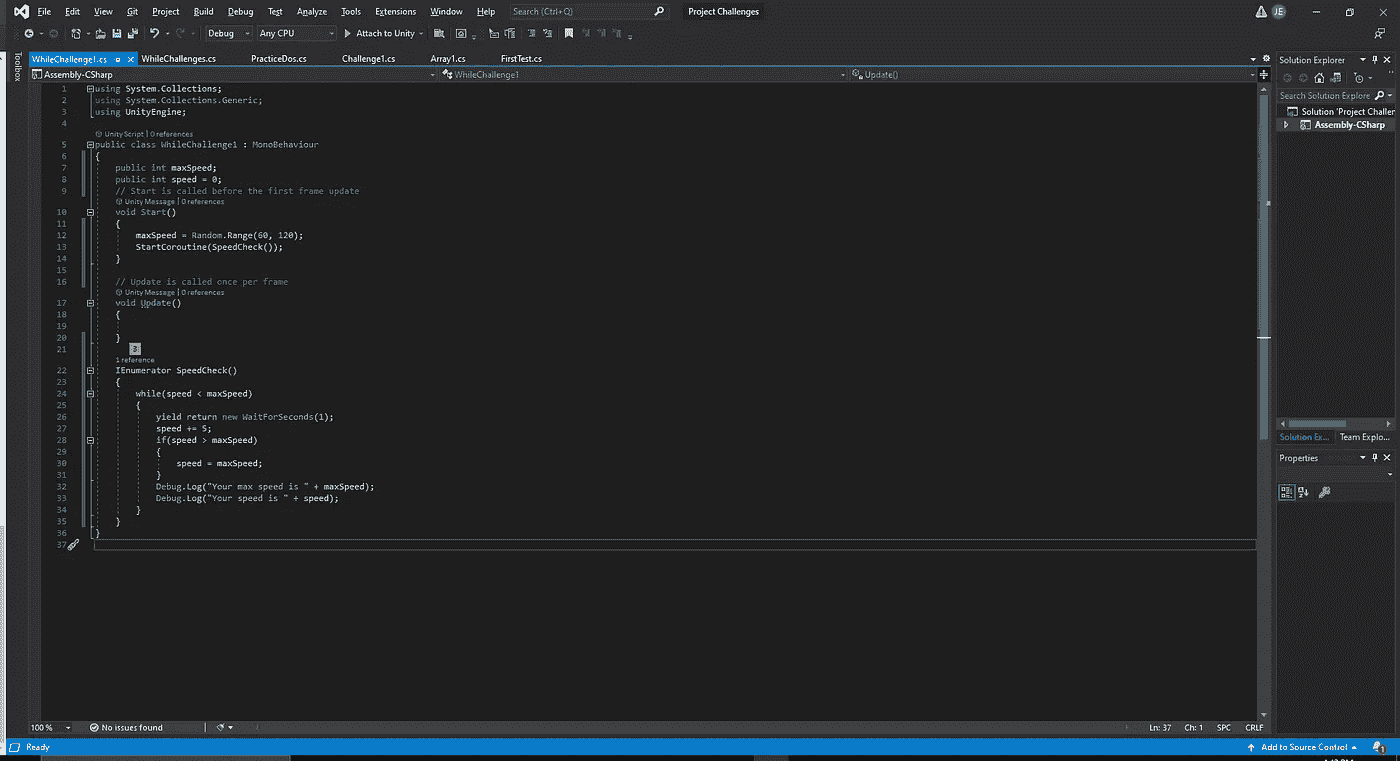 File Edit View Git Project Build Debug Test Analyze Tools Extensions Window Help Search (Ctrl+Q) Project Challenges JE
Debug Any CPU Attach to Unity
Toolbox
WhileChallenge1.cs WhileChallenges.cs PracticeDos.cs Challenge1.cs Array1.cs FirstTest.cs
Assembly-CSharp WhileChallenge1 Update()
1 using System.Collections;
2 using System.Collections.Generic;
3 using UnityEngine;
4
Unity Script | 0 references
5 public class WhileChallenge1 : MonoBehaviour
6 {
7 public int maxSpeed;
8 public int speed = 0;
9 // Start is called before the first frame update
Unity Message | 0 references
10 void Start()
11 {
12 maxSpeed = Random.Range(60, 120);
13 StartCoroutine(SpeedCheck());
14 }
15
16 // Update is called once per frame
Unity Message | 0 references
17 void Update()
18 {
19
20 }
21
1 reference
22 IEnumerator SpeedCheck()
23 {
24 while(speed < maxSpeed)
25 {
26 yield return new WaitForSeconds(1);
27 speed += 5;
28 if(speed > maxSpeed)
29 {
30 speed = maxSpeed;
31 }
32 Debug.Log("Your max speed is " + maxSpeed);
33 Debug.Log("Your speed is " + speed);
34 }
35 }
36 }
37
Solution Explorer
Search Solution Explore
Solution 'Project Challer
Assembly-CSharp
Solution Ex... Team Explo...
Properties
100 % No issues found Ln: 37 Ch: 1 SPC CRLF
Ready Add to Source Control 1